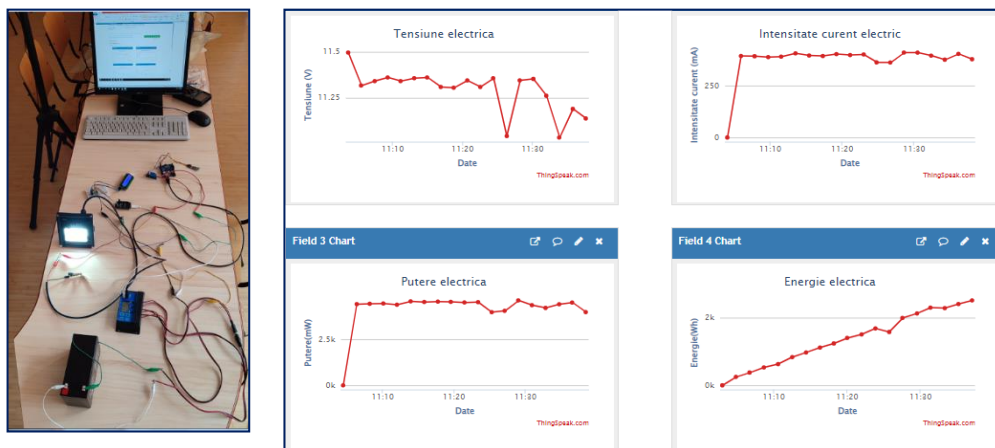 Tensiune electrica
11.5
11.25
Tensiune (V)
11:10
11:20
11:30
Date
ThingSpeak.com
Intensitate curent electric
250
0
Intensitate curent (mA)
11:10
11:20
11:30
Date
ThingSpeak.com
Field 3 Chart
Putere electrica
2.5k
0k
Putere(mW)
11:10
11:20
11:30
Date
ThingSpeak.com
Field 4 Chart
Energie electrica
2k
0k
Energie(Wh)
11:10
11:20
11:30
Date
ThingSpeak.com